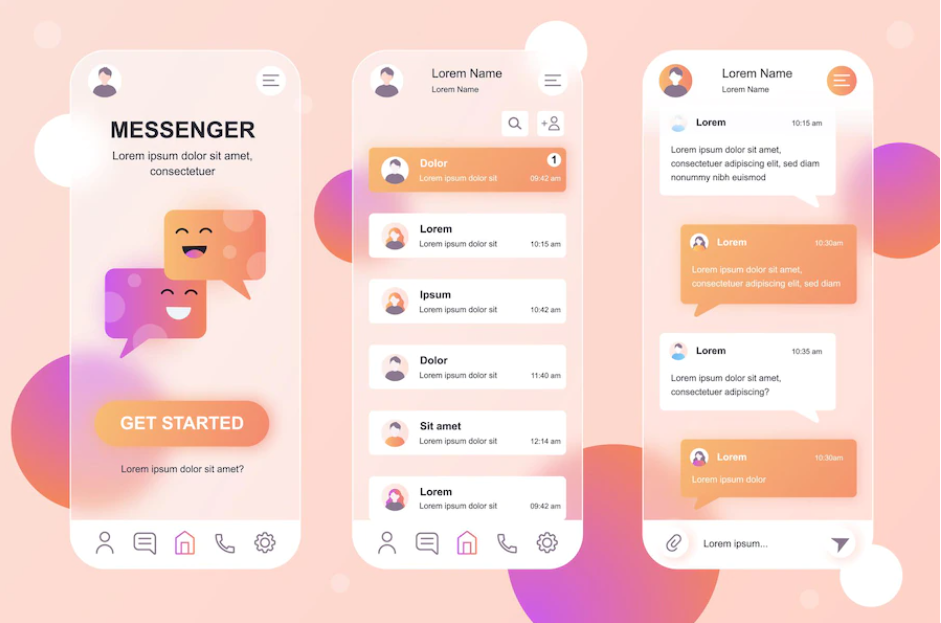 MESSENGER
Lorem ipsum dolor sit amet,
consectetuer
GET STARTED
Lorem ipsum dolor sit amet?
Lorem Name
Lorem Name
Dolor
1
Lorem ipsum dolor sit
09:42 am
Lorem
Lorem ipsum dolor sit
10:15 am
Ipsum
Lorem ipsum dolor sit
10:42 am
Dolor
Lorem ipsum dolor sit
11:40 am
Sit amet
Lorem ipsum dolor sit
12:14 am
Lorem
Lorem ipsum dolor sit
09:42 am
Lorem Name
Lorem Name
Lorem
10:15 am
Lorem ipsum dolor sit amet,
consectetuer adipiscing elit, sed diam
nonummy nibh euismod
Lorem
10:30am
Lorem ipsum dolor sit amet,
consectetuer adipiscing elit, sed diam
Lorem
10:35 am
Lorem ipsum dolor sit amet,
consectetuer adipiscing?
Lorem
10:30am
Lorem ipsum dolor
Lorem ipsum...